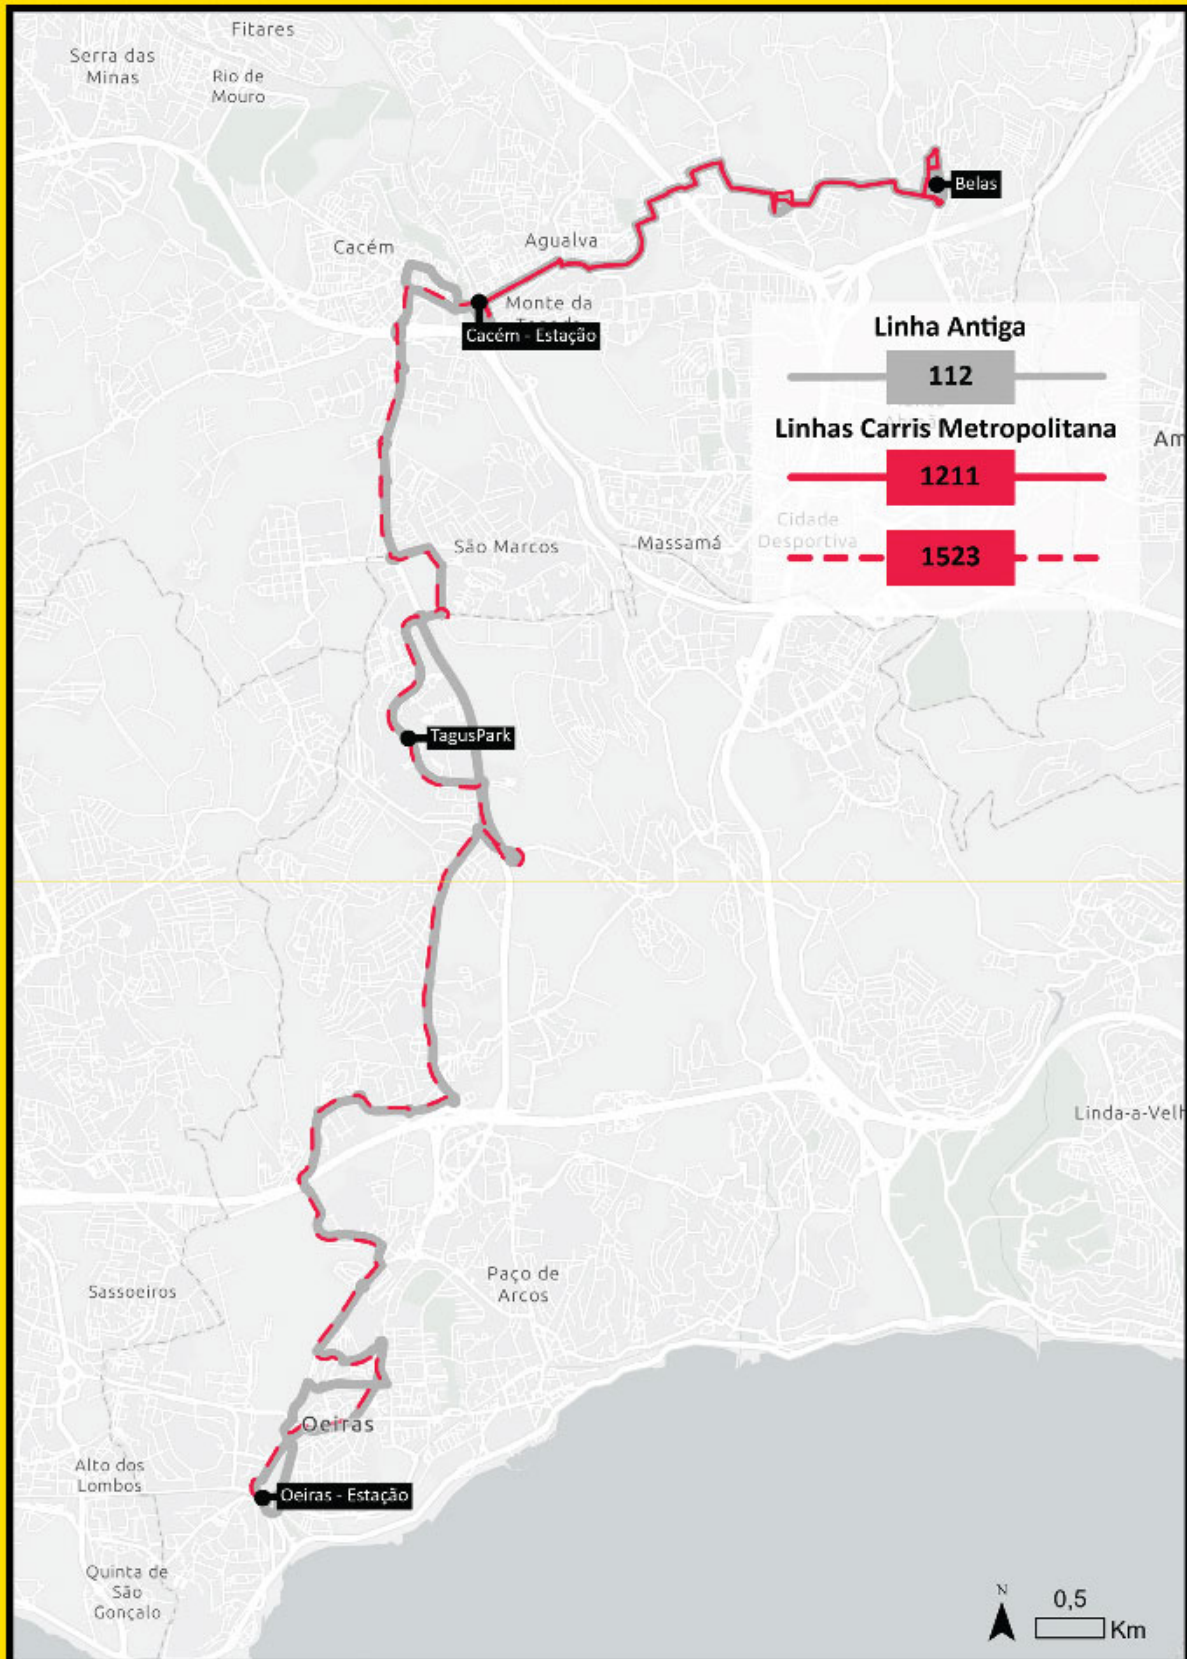 Fitares
Serra das
Minas
Rio de
Mouro
Belas
Cacém
Agualva
Monte da
Cacém - Estação
Linha Antiga
112
Linhas Carris Metropolitana
Am
1211
Cidade
Desportiva
São Marcos
Massamá
1523
TagusPark
Linda-a-Velh
Paço de
Arcos
Sassoeiros
Oeiras
Alto dos
Lombos
Oeiras - Estação
Quinta de
São
Gonçalo
N
0,5
Km